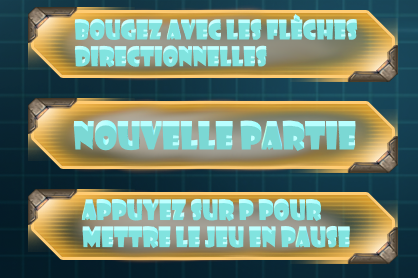 BOUGEZ AVEC LES FLÈCHES
DIRECTIONNELLES
NOUVELLE PARTIE
APPUYEZ SUR P POUR
METTRE LE JEU EN PAUSE